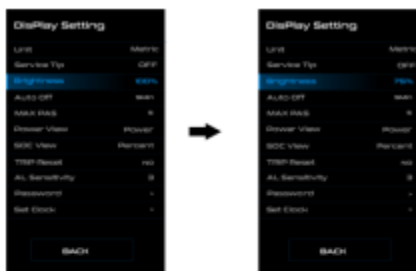 DisPlay Setting
Unit Metric
Service Tip OFF
Brightness 100%
Auto Off
MAX PAS 5
Power View Power
SOC View Percent
TRIP Reset NO
AL Sensitivity 3
Password -
Set Clock -
BACK
DisPlay Setting
Unit Metric
Service Tip OFF
Brightness 75%
Auto Off
MAX PAS 5
Power View Power
SOC View Percent
TRIP Reset NO
AL Sensitivity 3
Password -
Set Clock -
BACK